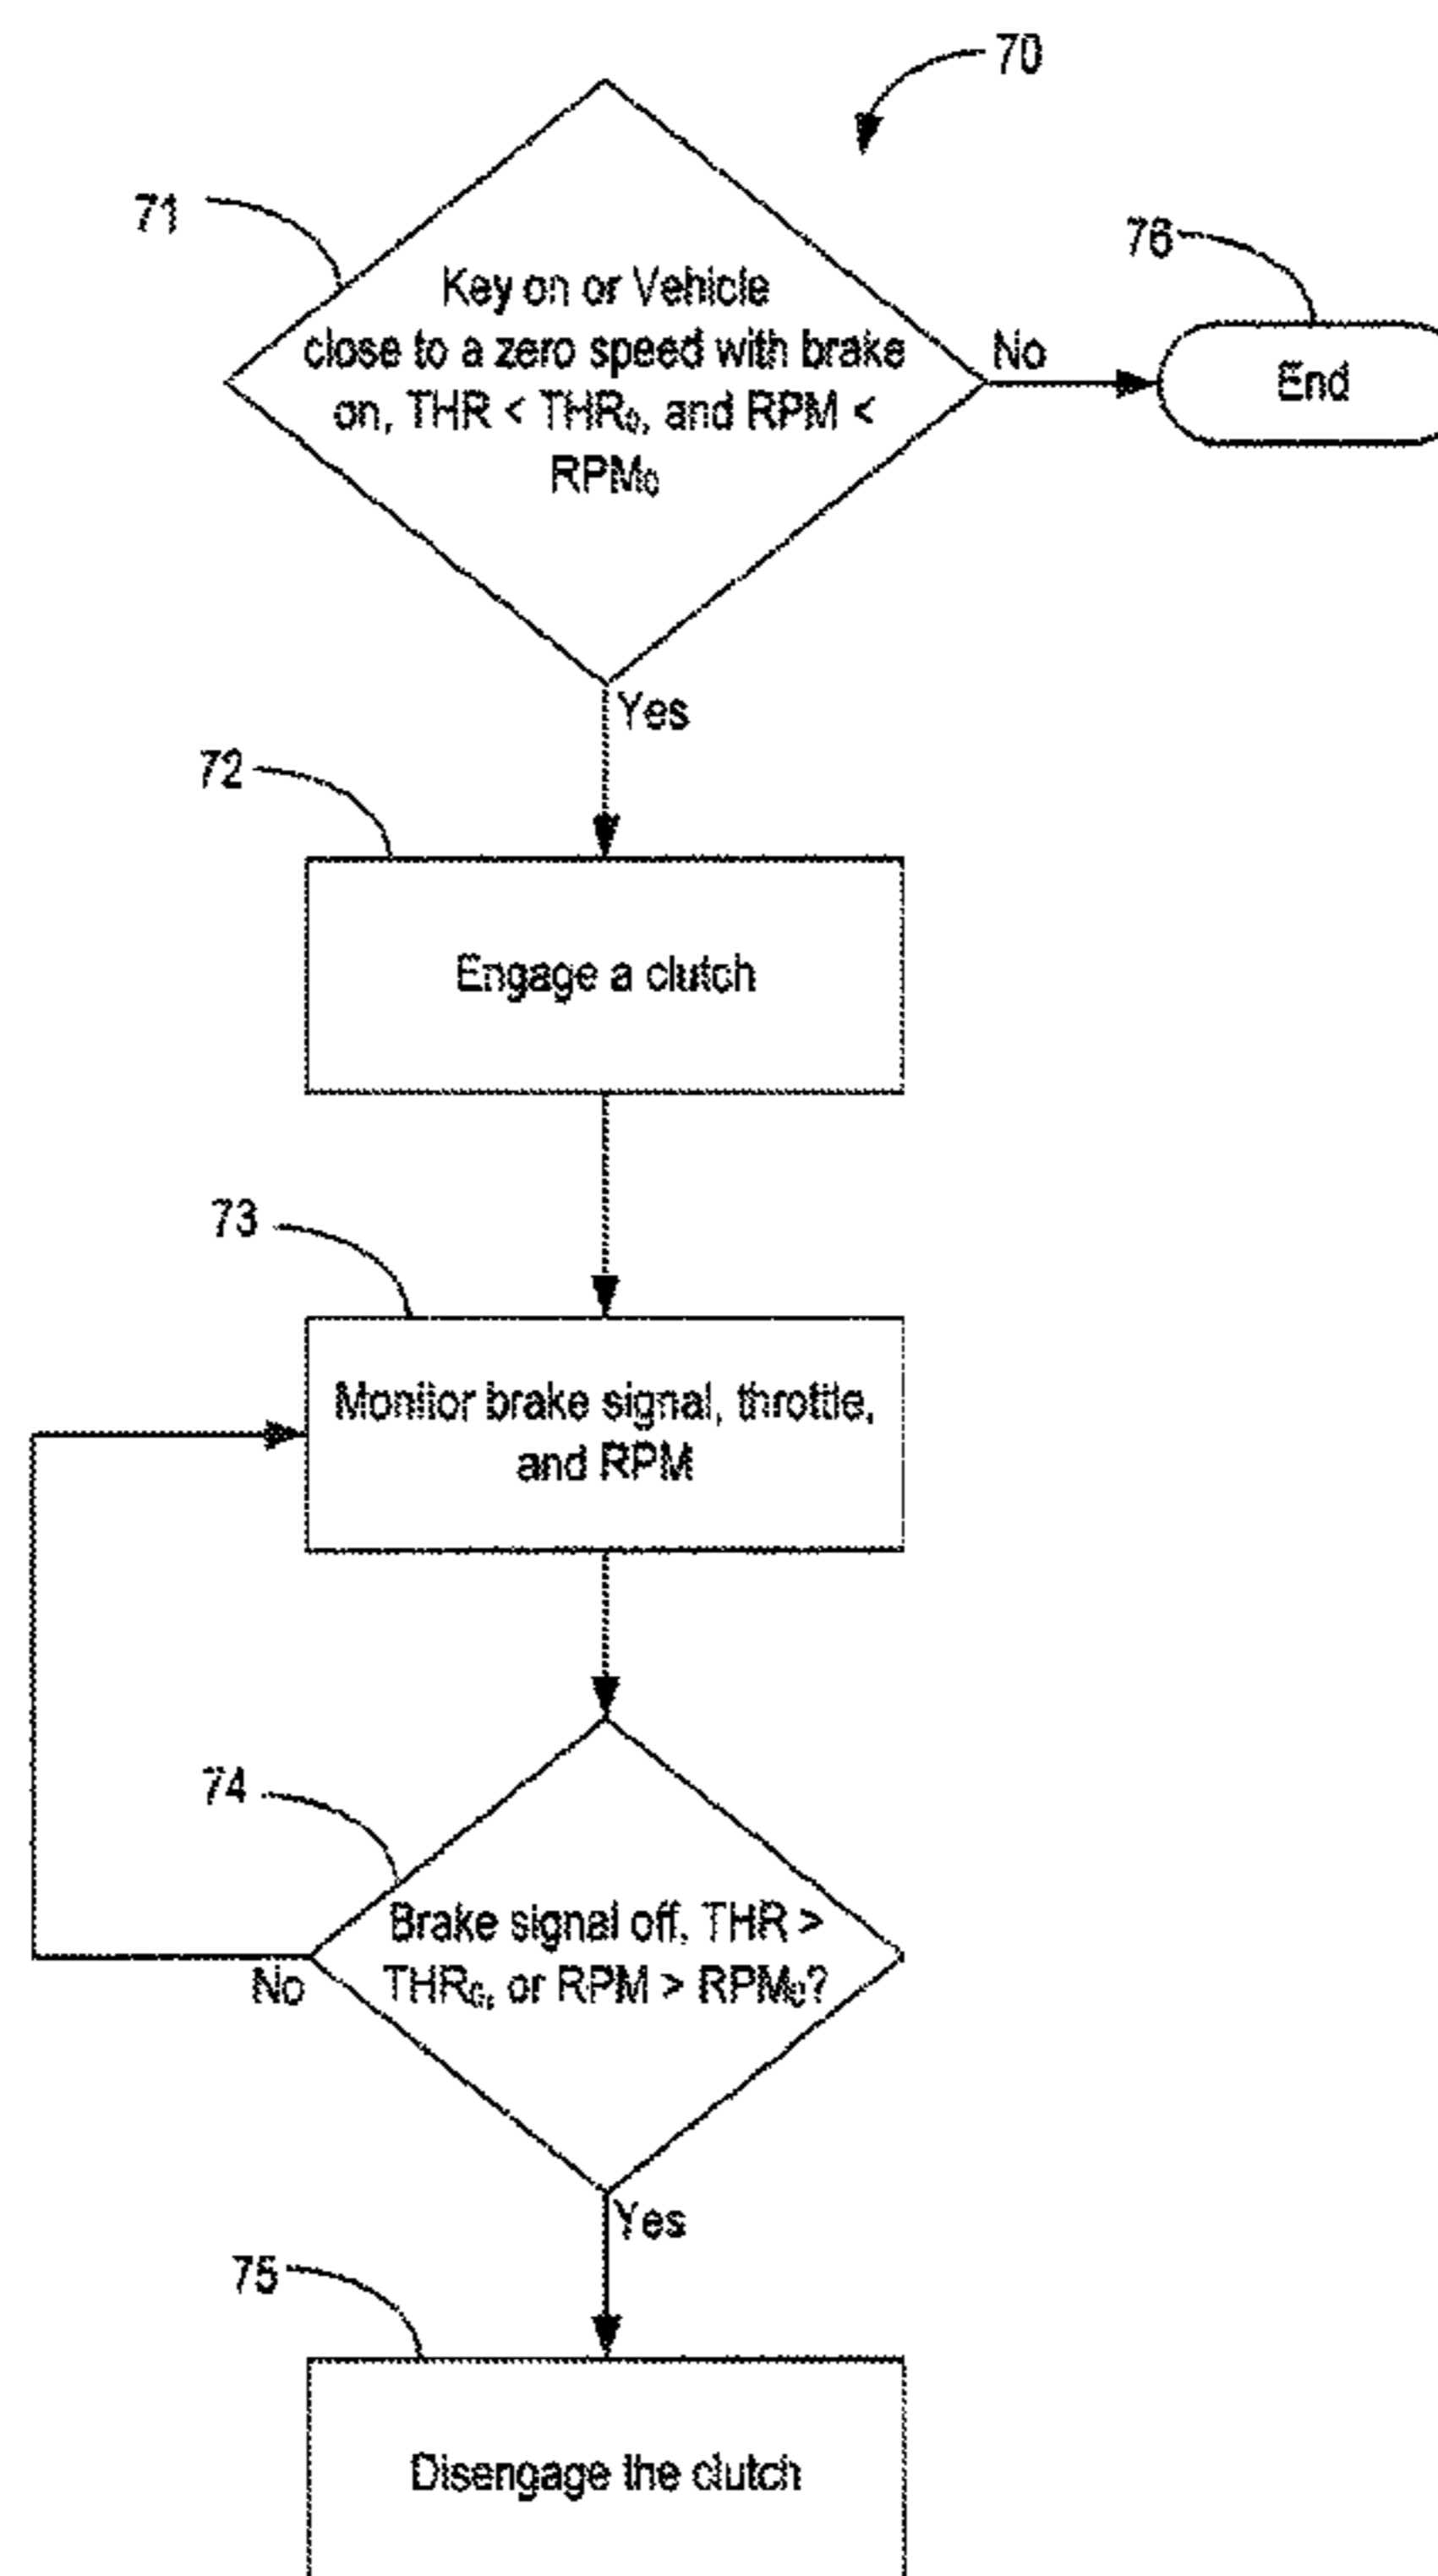 70
71
76
Key on or Vehicle
close to a zero speed with brake
on, THR < THR₀, and RPM <
RPM₀
No
End
Yes
72
Engage a clutch
73
Monitor brake signal, throttle,
and RPM
74
Brake signal off, THR >
THR₀, or RPM > RPM₀?
No
Yes
75
Disengage the clutch